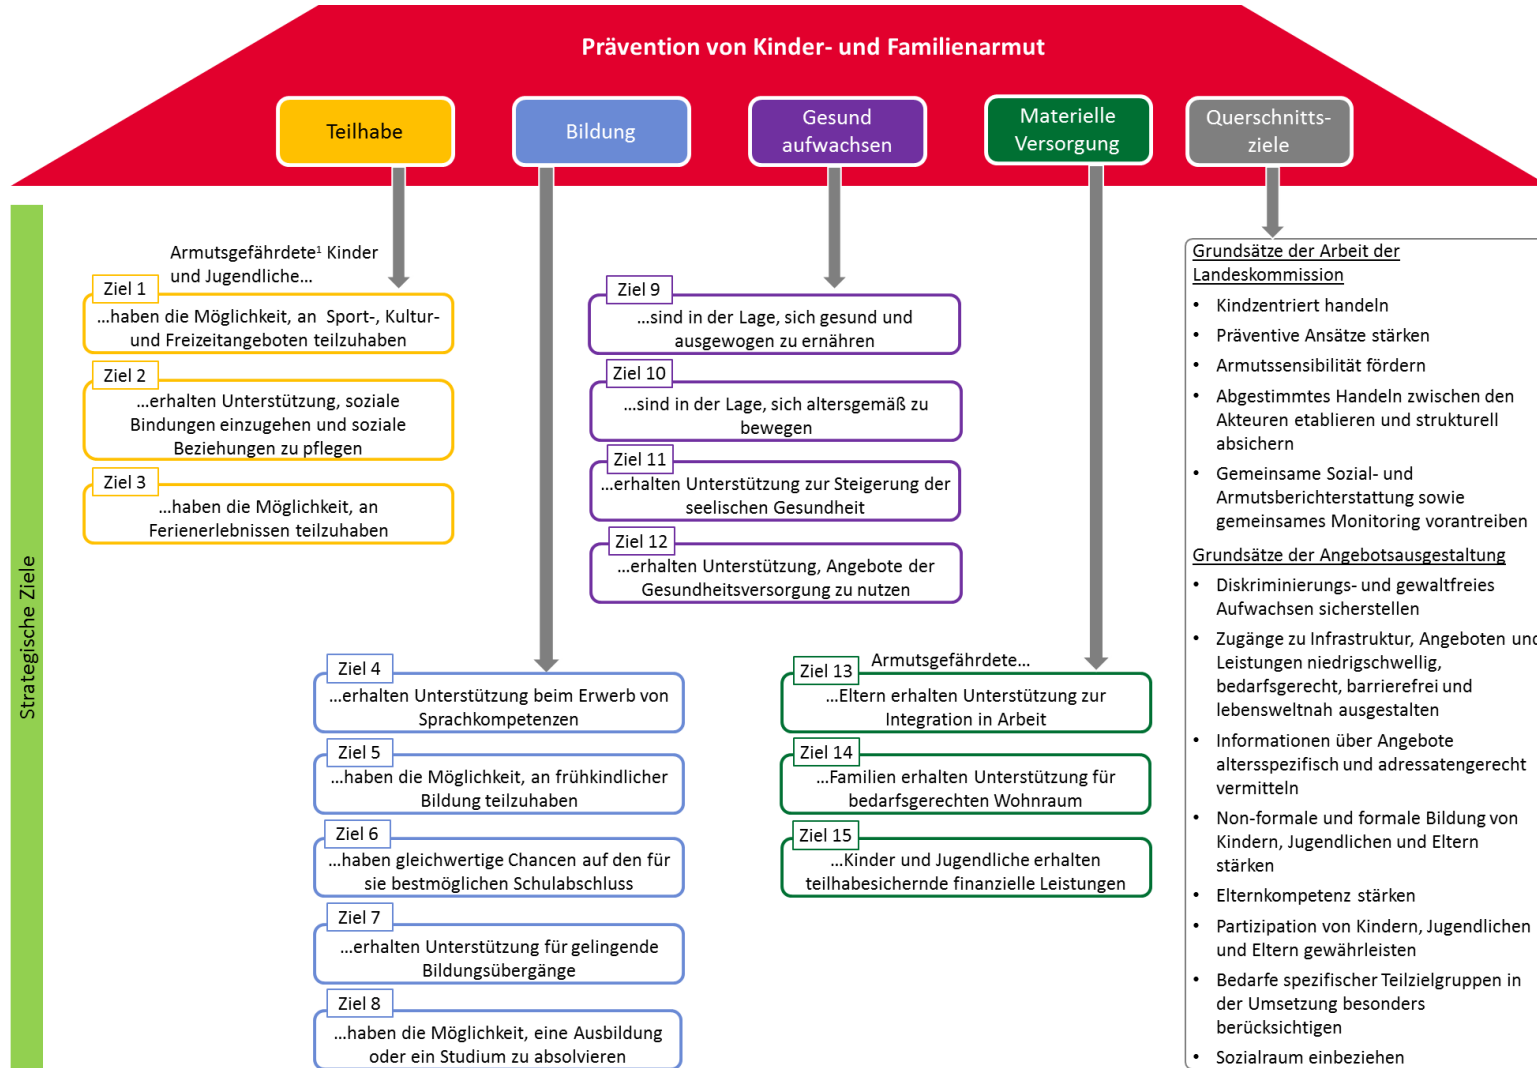 Prävention von Kinder- und Familienarmut
Teilhabe
Bildung
Gesund
aufwachsen
Materielle
Versorgung
Querschnitts-
ziele
Strategische Ziele
Armutsgefährdete¹ Kinder
und Jugendliche...
Ziel 1
...haben die Möglichkeit, an Sport-, Kultur-
und Freizeitangeboten teilzuhaben
Ziel 2
...erhalten Unterstützung, soziale
Bindungen einzugehen und soziale
Beziehungen zu pflegen
Ziel 3
...haben die Möglichkeit, an
Ferienerlebnissen teilzuhaben
Ziel 4
...erhalten Unterstützung beim Erwerb von
Sprachkompetenzen
Ziel 5
...haben die Möglichkeit, an frühkindlicher
Bildung teilzuhaben
Ziel 6
...haben gleichwertige Chancen auf den für
sie bestmöglichen Schulabschluss
Ziel 7
...erhalten Unterstützung für gelingende
Bildungsübergänge
Ziel 8
...haben die Möglichkeit, eine Ausbildung
oder ein Studium zu absolvieren
Ziel 9
...sind in der Lage, sich gesund und
ausgewogen zu ernähren
Ziel 10
...sind in der Lage, sich altersgemäß zu
bewegen
Ziel 11
...erhalten Unterstützung zur Steigerung der
seelischen Gesundheit
Ziel 12
...erhalten Unterstützung, Angebote der
Gesundheitsversorgung zu nutzen
Armutsgefährdete...
Ziel 13
...Eltern erhalten Unterstützung zur
Integration in Arbeit
Ziel 14
...Familien erhalten Unterstützung für
bedarfsgerechten Wohnraum
Ziel 15
...Kinder und Jugendliche erhalten
teilhabesichernde finanzielle Leistungen
Grundsätze der Arbeit der
Landeskommission
• Kindzentriert handeln
• Präventive Ansätze stärken
• Armutssensibilität fördern
• Abgestimmtes Handeln zwischen den
Akteuren etablieren und strukturell
absichern
• Gemeinsame Sozial- und
Armutsberichterstattung sowie
gemeinsames Monitoring vorantreiben
Grundsätze der Angebotsausgestaltung
• Diskriminierungs- und gewaltfreies
Aufwachsen sicherstellen
• Zugänge zu Infrastruktur, Angeboten und
Leistungen niedrigschwellig,
bedarfsgerecht, barrierefrei und
lebensweltnah ausgestalten
• Informationen über Angebote
altersspezifisch und adressatengerecht
vermitteln
• Non-formale und formale Bildung von
Kindern, Jugendlichen und Eltern
stärken
• Elternkompetenz stärken
• Partizipation von Kindern, Jugendlichen
und Eltern gewährleisten
• Bedarfe spezifischer Teilzielgruppen in
der Umsetzung besonders
berücksichtigen
• Sozialraum einbeziehen